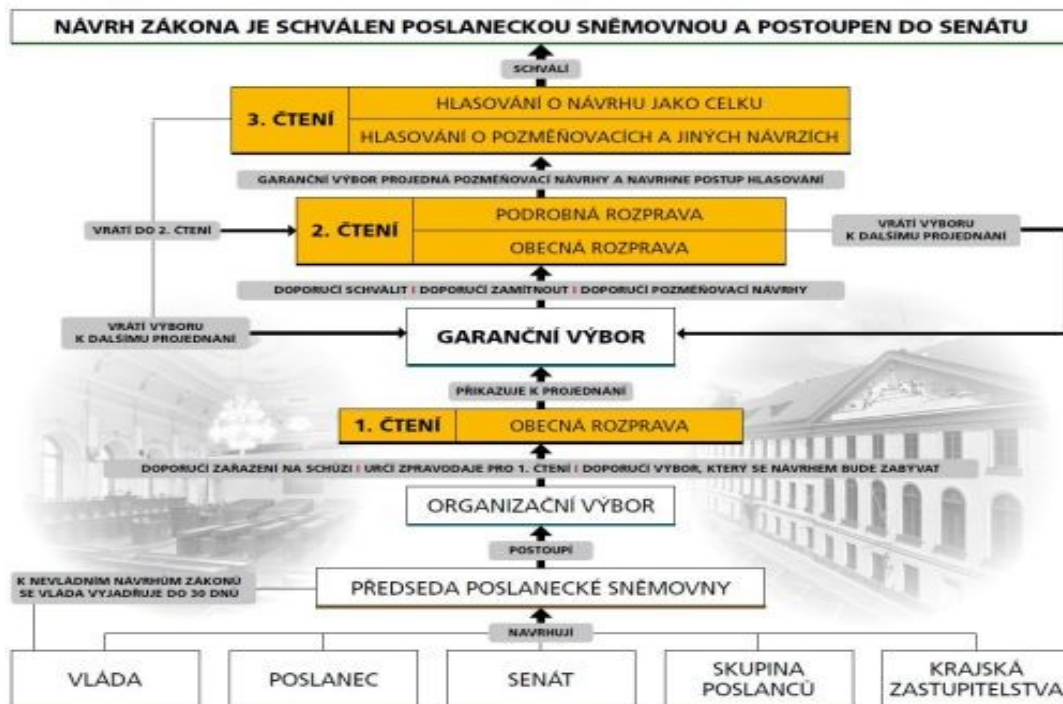 NÁVRH ZÁKONA JE SCHVÁLEN POSLANECKOU SNĚMOVNOU A POSTOUPEN DO SENÁTU
SCHVÁLÍ
3. ČTENÍ
HLASOVÁNÍ O NÁVRHU JAKO CELKU
HLASOVÁNÍ O POZMĚŇOVACÍCH A JINÝCH NÁVRZÍCH
GARANČNÍ VÝBOR PROJEDNÁ POZMĚŇOVACÍ NÁVRHY A NAVRHNE POSTUP HLASOVÁNÍ
VRÁTÍ DO 2. ČTENÍ
2. ČTENÍ
PODROBNÁ ROZPRAVA
OBECNÁ ROZPRAVA
VRÁTÍ VÝBORU
K DALŠÍMU PROJEDNÁNÍ
DOPORUČÍ SCHVÁLIT | DOPORUČÍ ZAMÍTNOUT | DOPORUČÍ POZMĚŇOVACÍ NÁVRHY
VRÁTÍ VÝBORU
K DALŠÍMU PROJEDNÁNÍ
GARANČNÍ VÝBOR
PŘIKAZUJE K PROJEDNÁNÍ
1. ČTENÍ
OBECNÁ ROZPRAVA
DOPORUČÍ ZAŘAZENÍ NA SCHŮZI | URČÍ ZPRAVODAJE PRO 1. ČTENÍ | DOPORUČÍ VÝBOR, KTERÝ SE NÁVRHEM BUDE ZABÝVAT
ORGANIZAČNÍ VÝBOR
POSTOUPÍ
K NEVLÁDNÍM NÁVRHŮM ZÁKONŮ
SE VLÁDA VYJADŘUJE DO 30 DNŮ
PŘEDSEDA POSLANECKÉ SNĚMOVNY
NAVRHUJÍ
VLÁDA
POSLANEC
SENÁT
SKUPINA
POSLANCŮ
KRAJSKÁ
ZASTUPITELSTVA